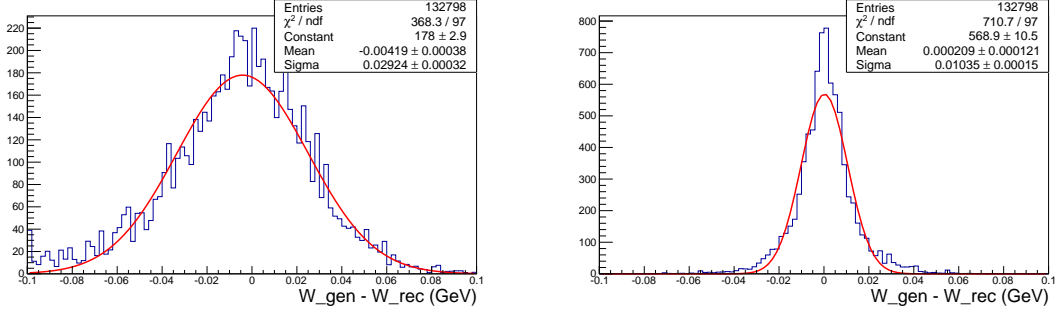 Entries 132798
χ² / ndf 368.3 / 97
Constant 178 ± 2.9
Mean -0.00419 ± 0.00038
Sigma 0.02924 ± 0.00032
220
200
180
160
140
120
100
80
60
40
20
0
-0.1 -0.08 -0.06 -0.04 -0.02 0 0.02 0.04 0.06 0.08 0.1
W_gen - W_rec (GeV)
Entries 132798
χ² / ndf 710.7 / 97
Constant 568.9 ± 10.5
Mean 0.000209 ± 0.000121
Sigma 0.01035 ± 0.00015
800
700
600
500
400
300
200
100
0
-0.1 -0.08 -0.06 -0.04 -0.02 0 0.02 0.04 0.06 0.08 0.1
W_gen - W_rec (GeV)